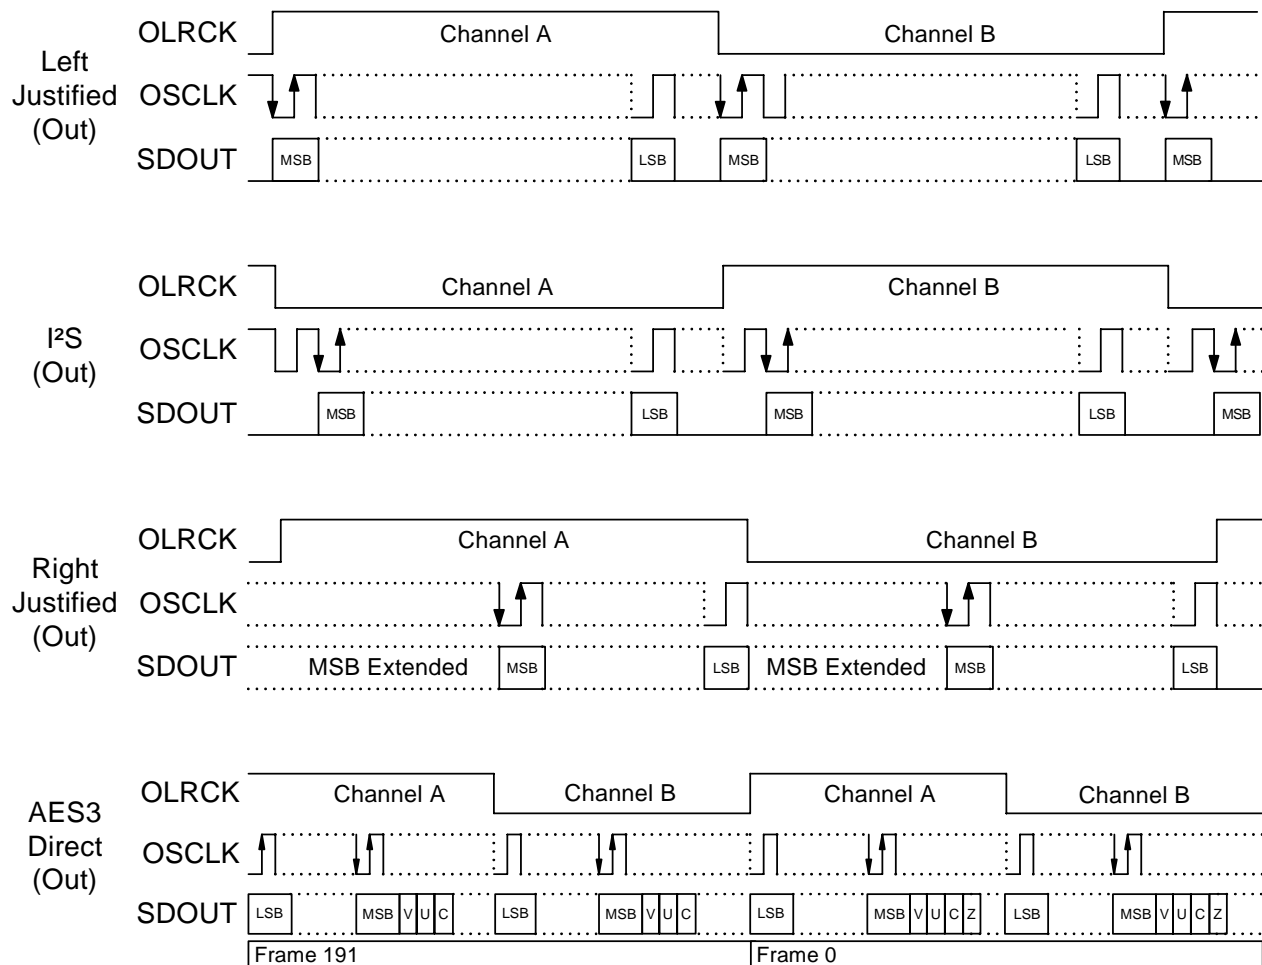 Left
Justified
(Out)
OLRCK Channel A Channel B
OSCLK
SDOUT MSB LSB MSB LSB MSB
I²S
(Out)
OLRCK Channel A Channel B
OSCLK
SDOUT MSB LSB MSB LSB MSB
Right
Justified
(Out)
OLRCK Channel A Channel B
OSCLK
SDOUT MSB Extended MSB LSB MSB Extended MSB LSB
AES3
Direct
(Out)
OLRCK Channel A Channel B Channel A Channel B
OSCLK
SDOUT LSB MSB V U C LSB MSB V U C LSB MSB V U C Z LSB MSB V U C Z
Frame 191 Frame 0